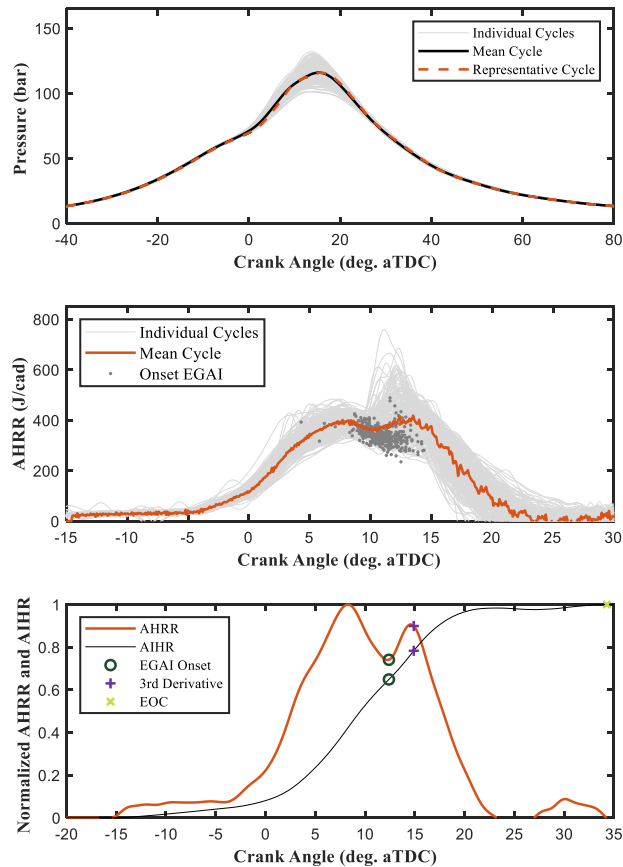 150
100
50
0
Pressure (bar)
Individual Cycles
Mean Cycle
Representative Cycle
-40 -20 0 20 40 60 80
Crank Angle (deg. aTDC)
800
600
400
200
0
AHRR (J/cad)
Individual Cycles
Mean Cycle
Onset EGAI
-15 -10 -5 0 5 10 15 20 25 30
Crank Angle (deg. aTDC)
1
0.8
0.6
0.4
0.2
0
Normalized AHRR and AIHR
AHRR
AIHR
EGAI Onset
3rd Derivative
EOC
-20 -15 -10 -5 0 5 10 15 20 25 30 35
Crank Angle (deg. aTDC)